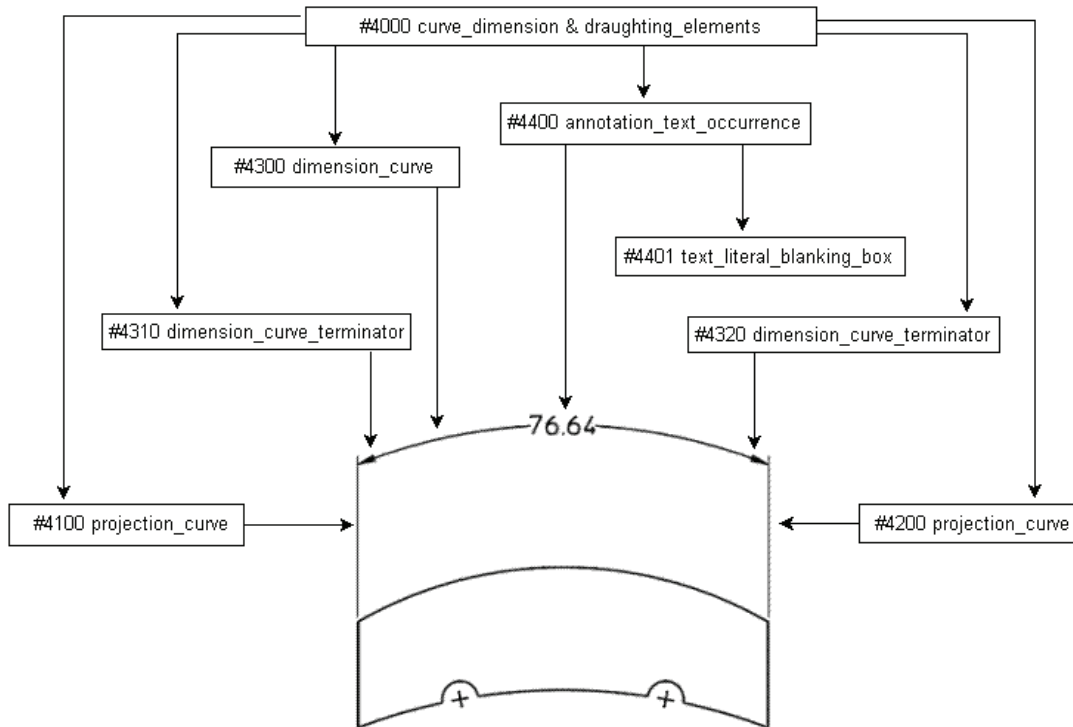 #4000 curve_dimension & draughting_elements
#4400 annotation_text_occurrence
#4300 dimension_curve
#4401 text_literal_blanking_box
#4310 dimension_curve_terminator
#4320 dimension_curve_terminator
76.64
#4100 projection_curve
#4200 projection_curve